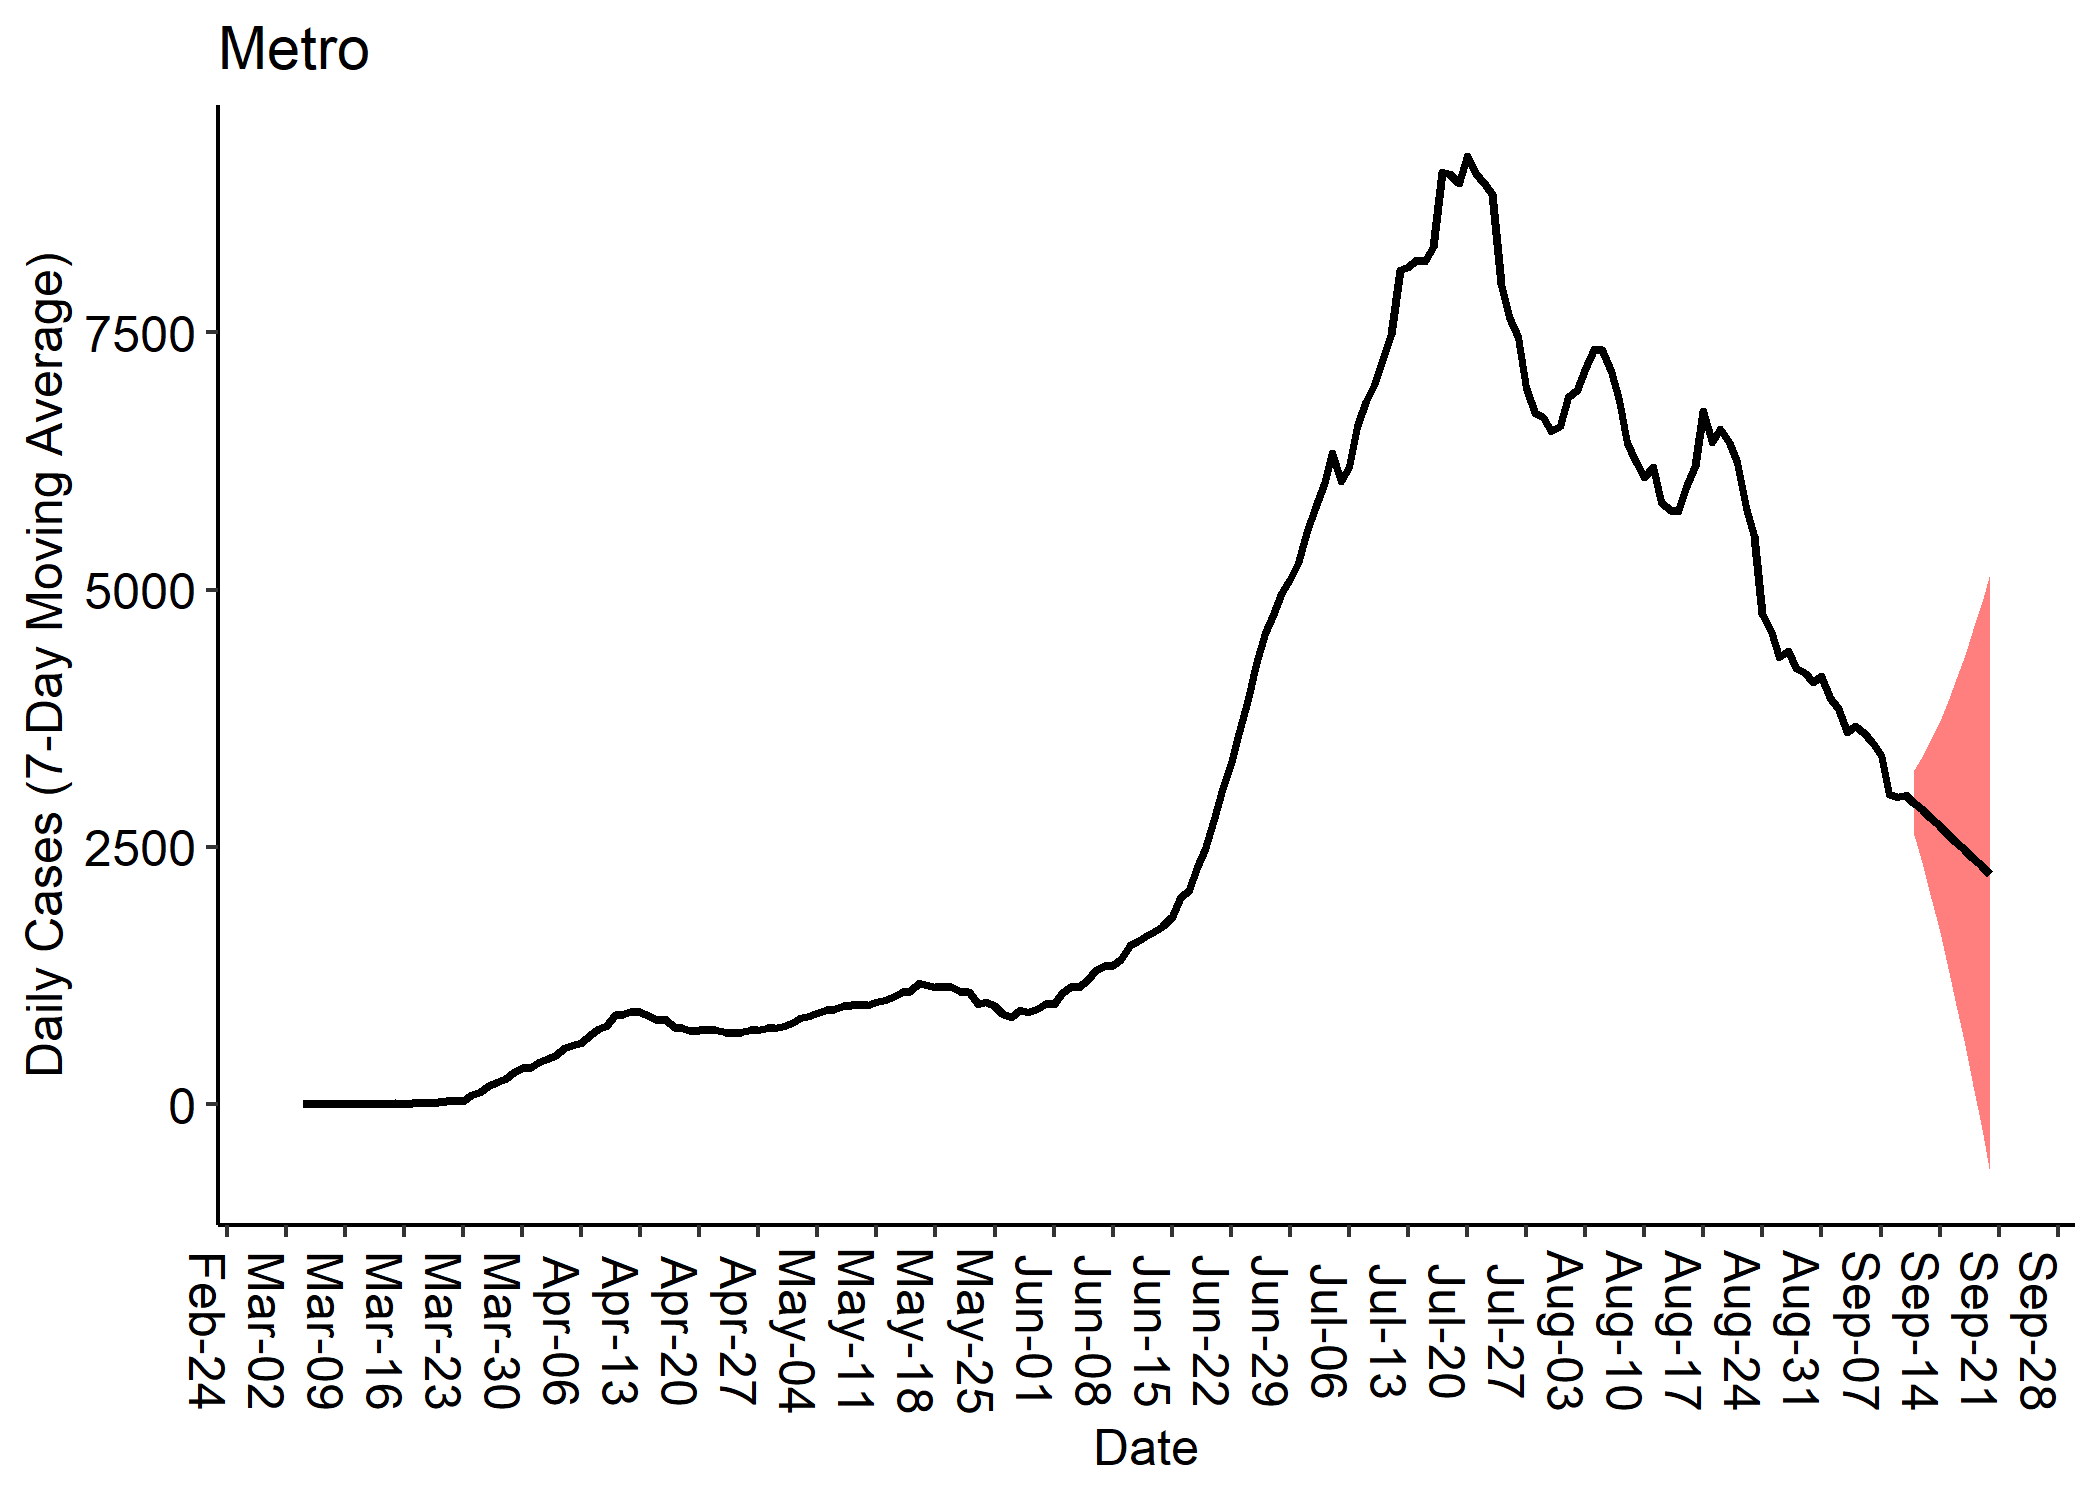 Metro
Daily Cases (7-Day Moving Average)
7500
5000
2500
0
Feb-24
Mar-02
Mar-09
Mar-16
Mar-23
Mar-30
Apr-06
Apr-13
Apr-20
Apr-27
May-04
May-11
May-18
May-25
Jun-01
Jun-08
Jun-15
Jun-22
Jun-29
Jul-06
Jul-13
Jul-20
Jul-27
Aug-03
Aug-10
Aug-17
Aug-24
Aug-31
Sep-07
Sep-14
Sep-21
Sep-28
Date